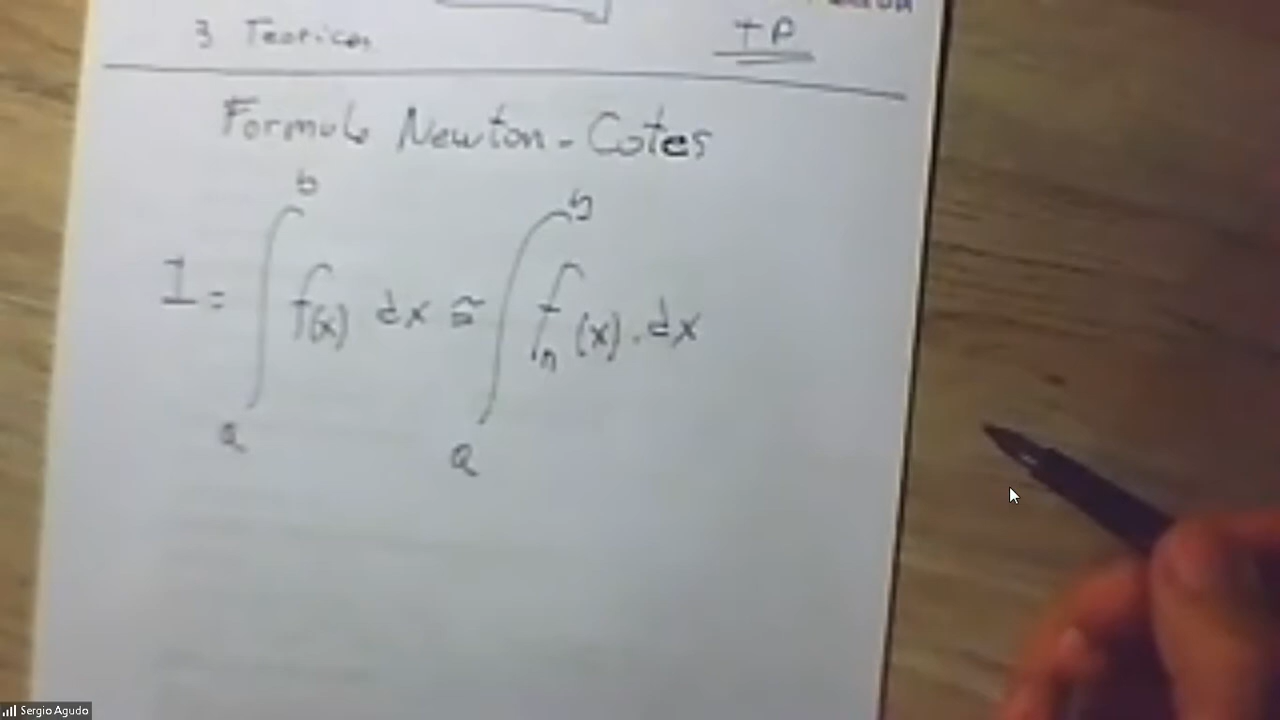 3 Teoricas
TP
Formula Newton-Cotes
I = ∫ₐᵇ f(x) dx ≅ ∫ₐᵇ fₙ(x).dx
Sergio Agudo